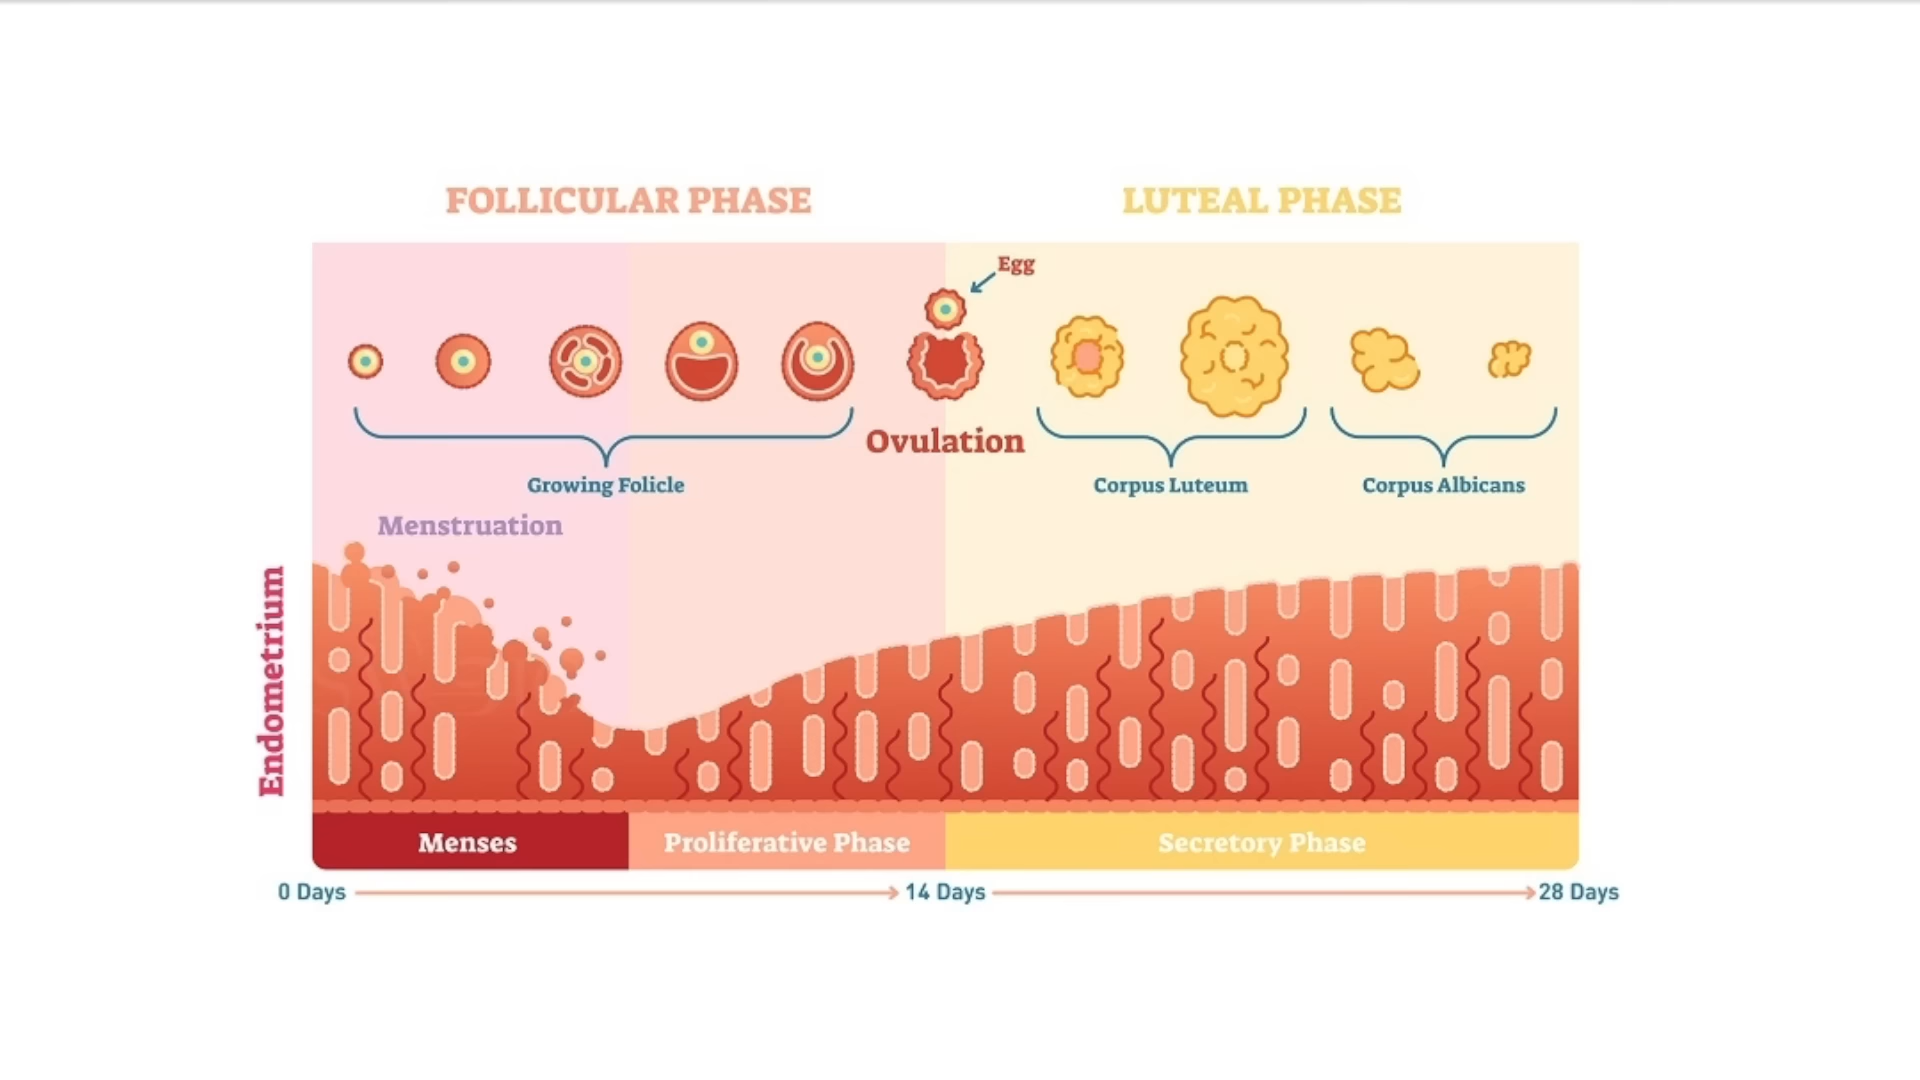 FOLLICULAR PHASE
LUTEAL PHASE
Egg
Ovulation
Growing Folicle
Corpus Luteum
Corpus Albicans
Menstruation
Endometrium
Menses
Proliferative Phase
Secretory Phase
0 Days
14 Days
28 Days